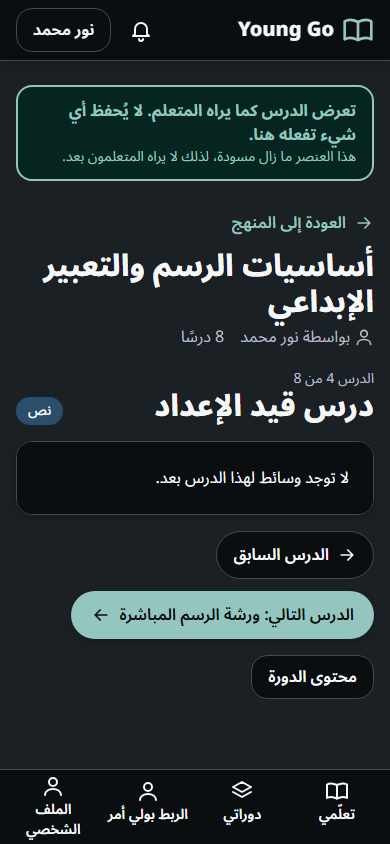 Young Go
نور محمد
تعرض الدرس كما يراه المتعلم. لا يُحفظ أي
شيء تفعله هنا.
هذا العنصر ما زال مسودة، لذلك لا يراه المتعلمون بعد.
العودة إلى المنهج
أساسيات الرسم والتعبير
الإبداعي
بواسطة نور محمد
8 درسًا
الدرس 4 من 8
درس قيد الإعداد
نص
لا توجد وسائط لهذا الدرس بعد.
الدرس السابق
الدرس التالي: ورشة الرسم المباشرة
محتوى الدورة
تعلّمي
دوراتي
الربط بولي أمر
الملف
الشخصي